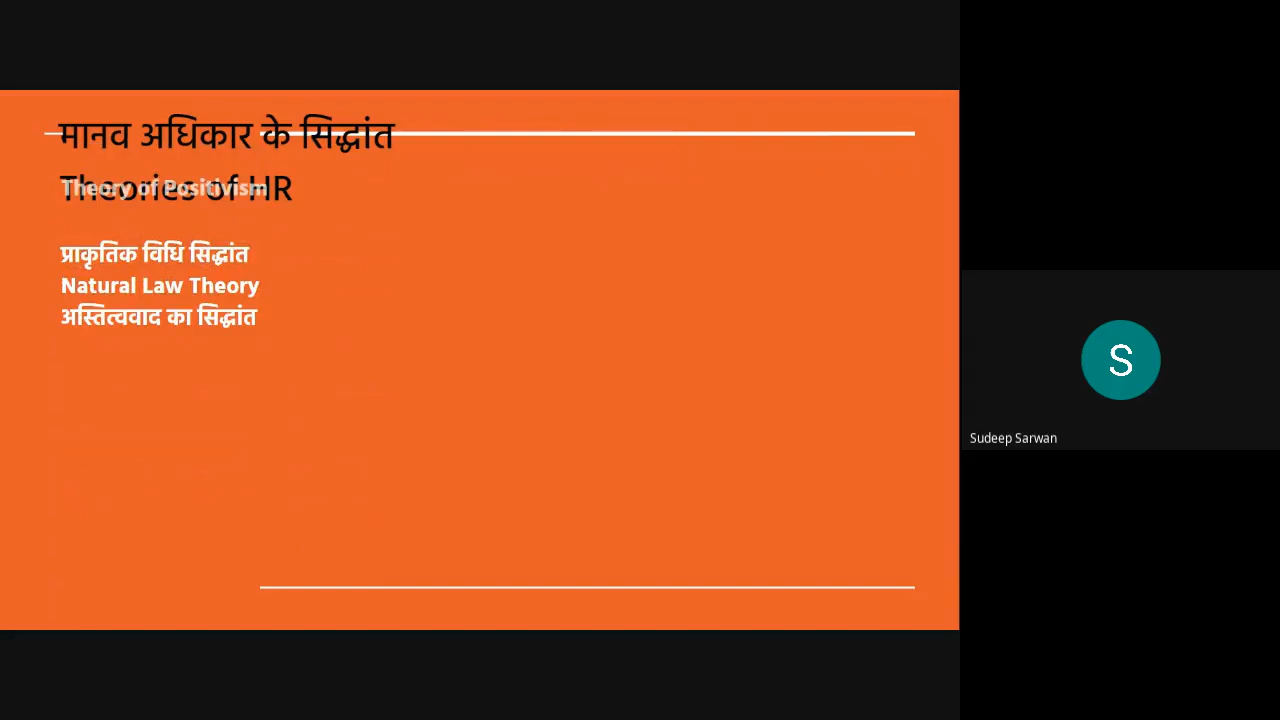 मानव अधिकार के सिद्धांत
Theories of HR
Theory of Positivism
प्राकृतिक विधि सिद्धांत
Natural Law Theory
अस्तित्ववाद का सिद्धांत
S
Sudeep Sarwan